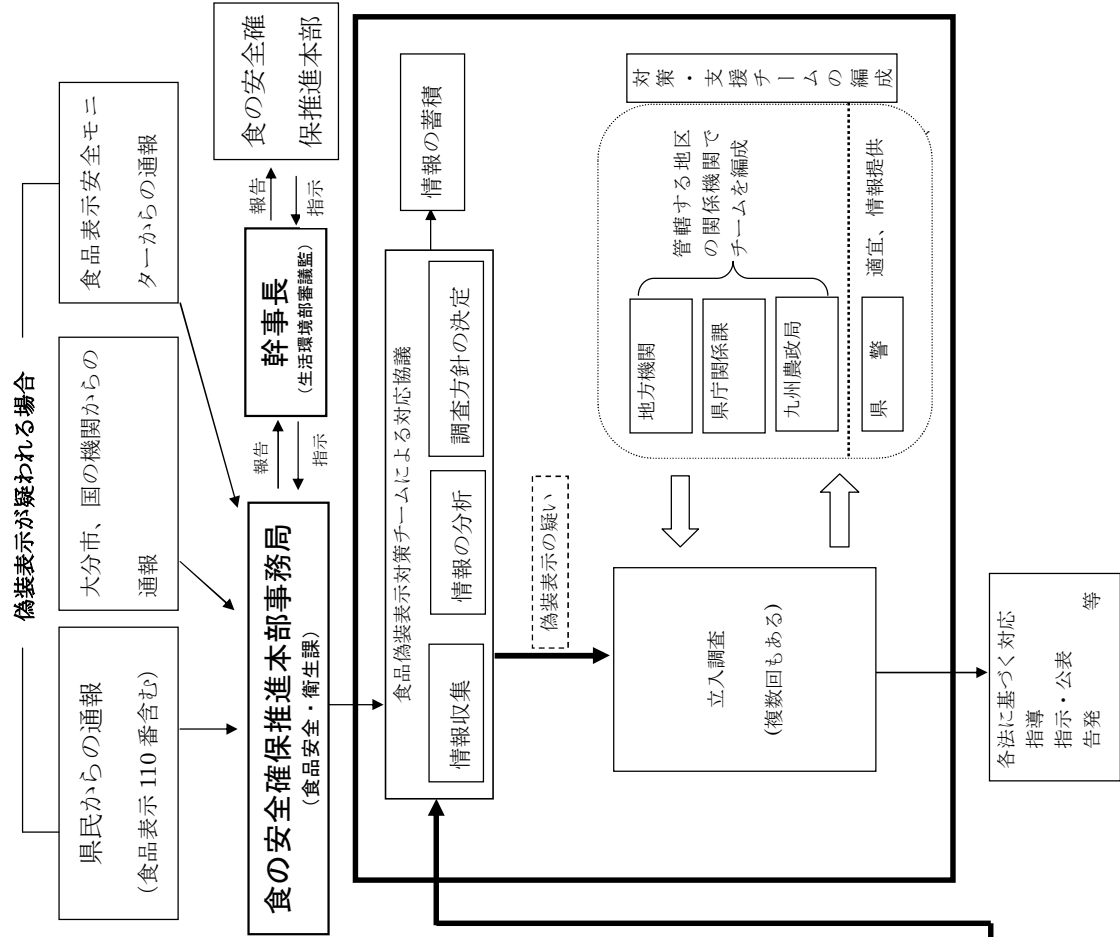 偽装表示が疑われる場合
県民からの通報
(食品表示 110 番含む)
大分市、国の機関からの
通報
食品表示安全モニ
ターからの通報
食の安全確保推進本部事務局
(食品安全・衛生課)
報告
指示
幹事長
(生活環境部審議監)
報告
指示
食の安全確
保推進本部
食品偽装表示対策チームによる対応協議
情報収集
情報の分析
調査方針の決定
情報の蓄積
偽装表示の疑い
立入調査
(複数回もある)
地方機関
県庁関係課
九州農政局
管轄する地区
の関係機関で
チームを編成
県　警
適宜、情報提供
対策・支援チームの編成
各法に基づく対応
指導
指示・公表
告発　等